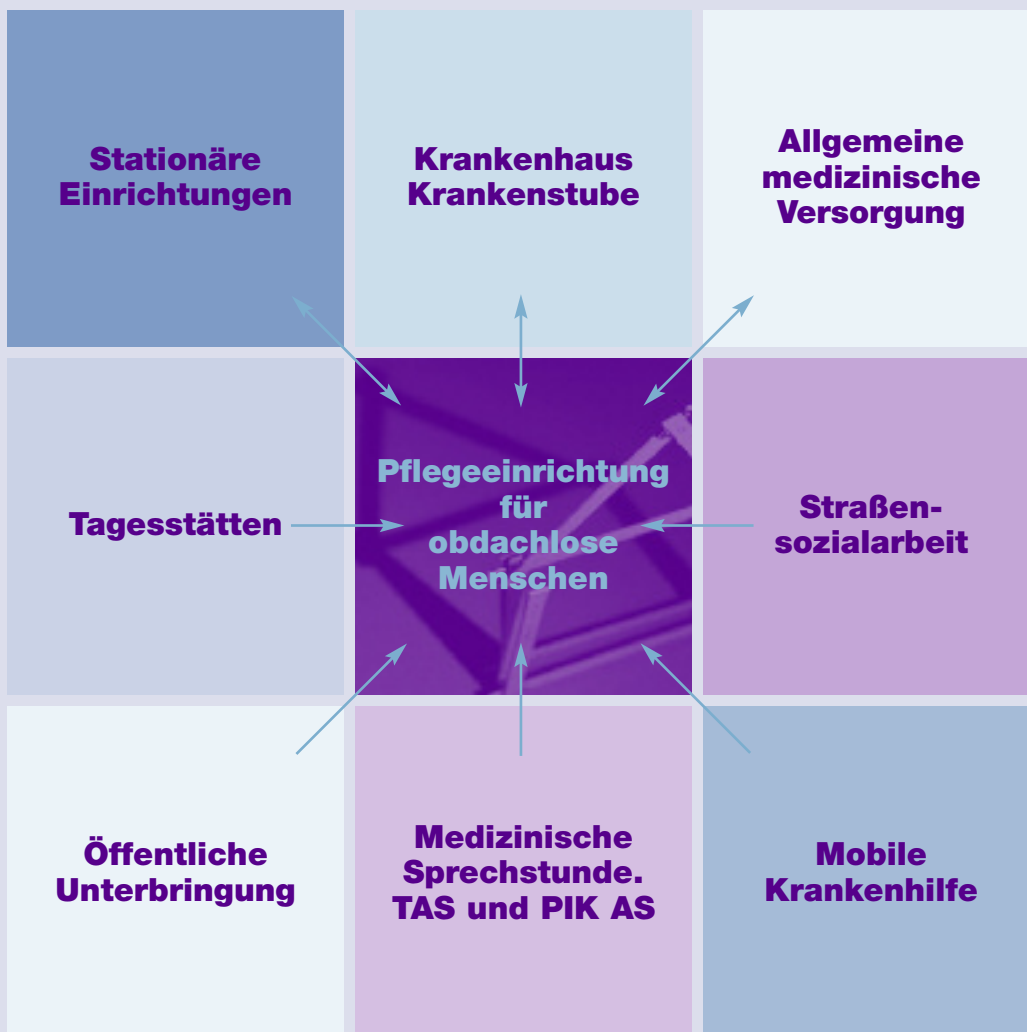 Stationäre
Einrichtungen
Krankenhaus
Krankenstube
Allgemeine
medizinische
Versorgung
Tagesstätten
Pflegeeinrichtung
für
obdachlose
Menschen
Straßen-
sozialarbeit
Öffentliche
Unterbringung
Medizinische
Sprechstunde.
TAS und PIK AS
Mobile
Krankenhilfe